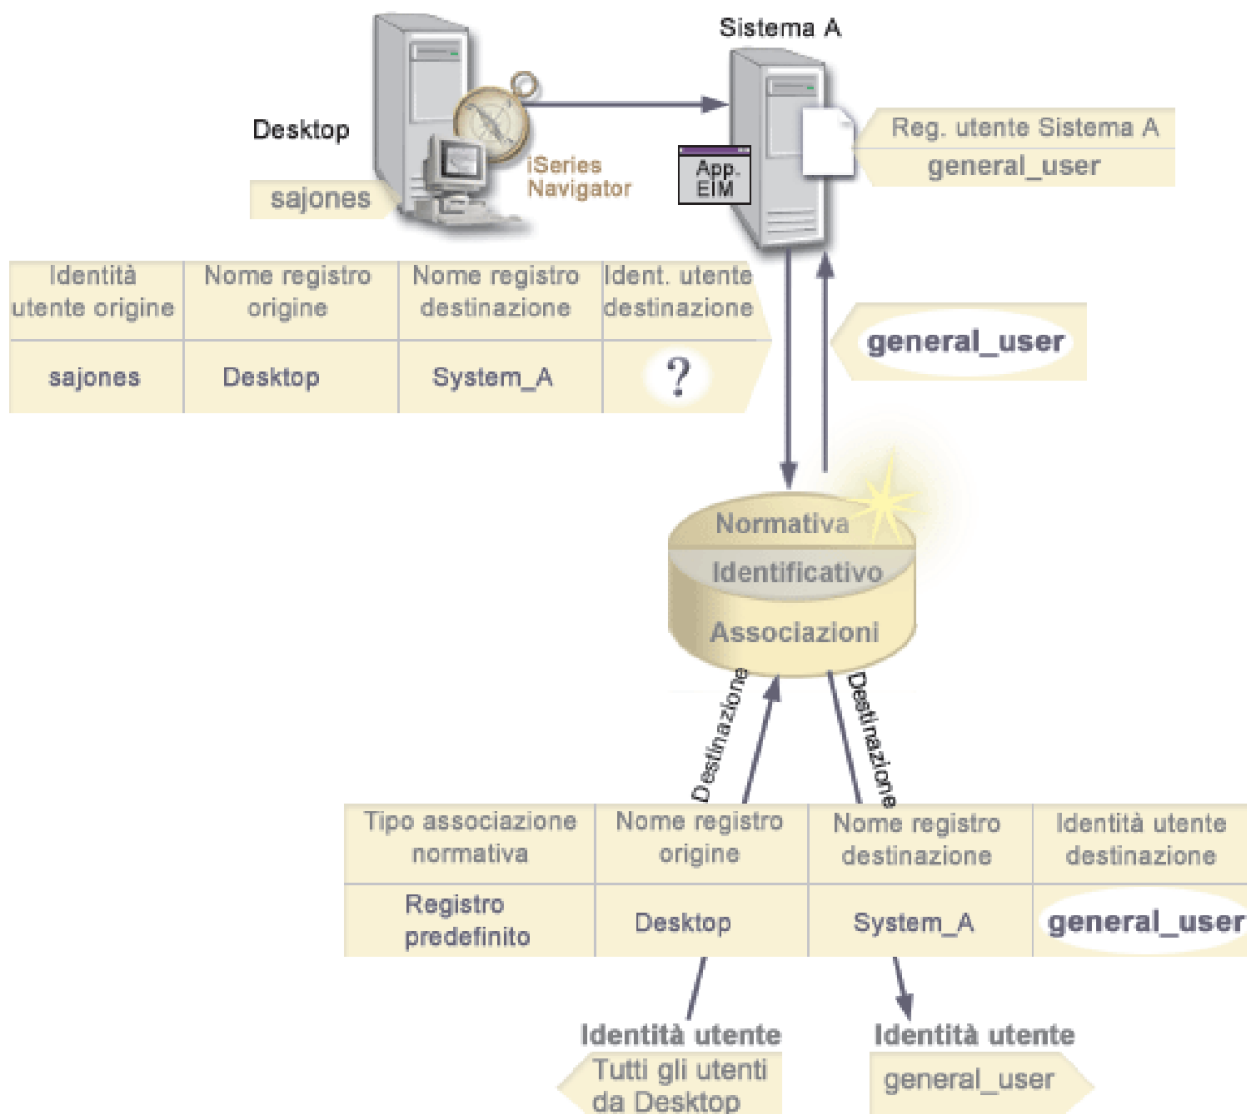 Sistema A
Desktop
sajones
iSeries
Navigator
App.
EIM
Reg. utente Sistema A
general_user
Identità
utente origine
Nome registro
origine
Nome registro
destinazione
Ident. utente
destinazione
sajones
Desktop
System_A
?
general_user
Normativa
Identificativo
Associazioni
Destinazione
Destinazione
Tipo associazione
normativa
Nome registro
origine
Nome registro
destinazione
Identità utente
destinazione
Registro
predefinito
Desktop
System_A
general_user
Identità utente
Tutti gli utenti
da Desktop
Identità utente
general_user